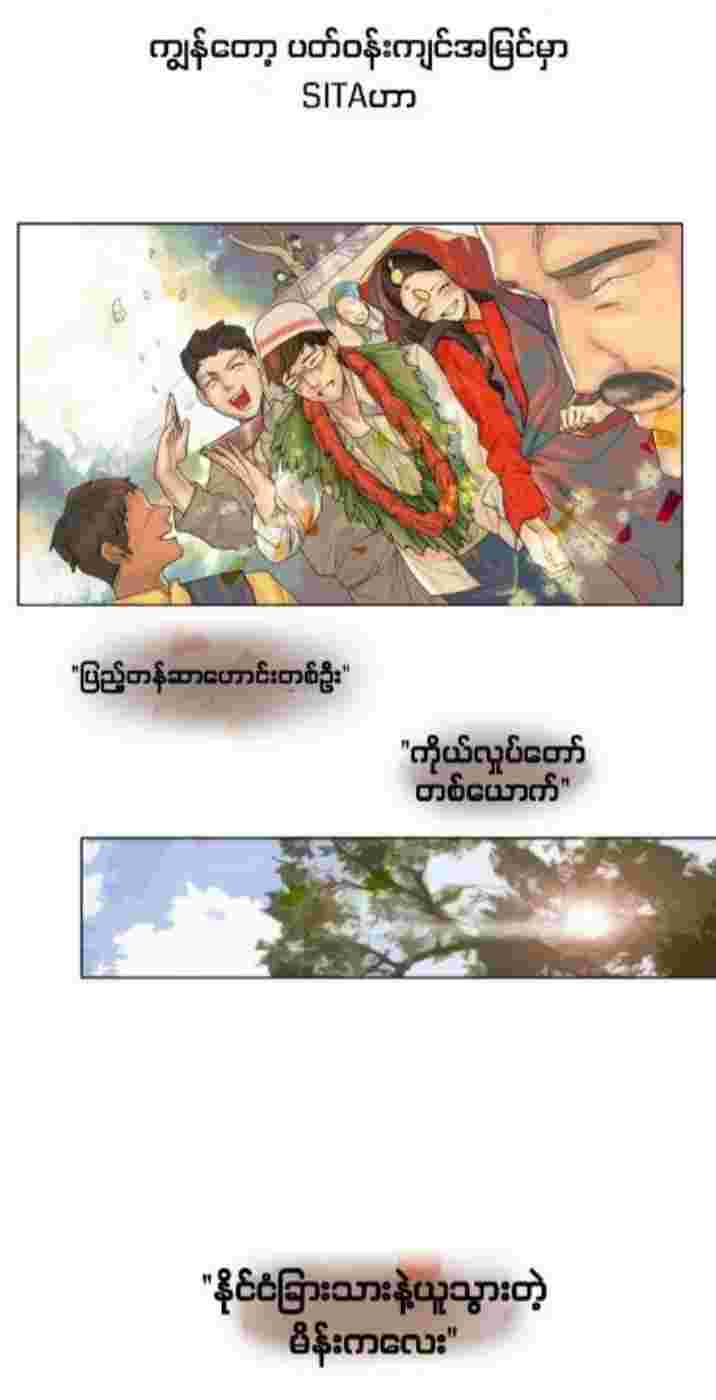 ကျွန်တော့ ပတ်ဝန်းကျင်အမြင်မှာ
SITAဟာ
"ပြည့်တန်ဆာဟောင်းတစ်ဦး"
"ကိုယ်လှုပ်တော်
တစ်ယောက်"
"နိုင်ငံခြားသားနဲ့ယူသွားတဲ့
မိန်းကလေး"